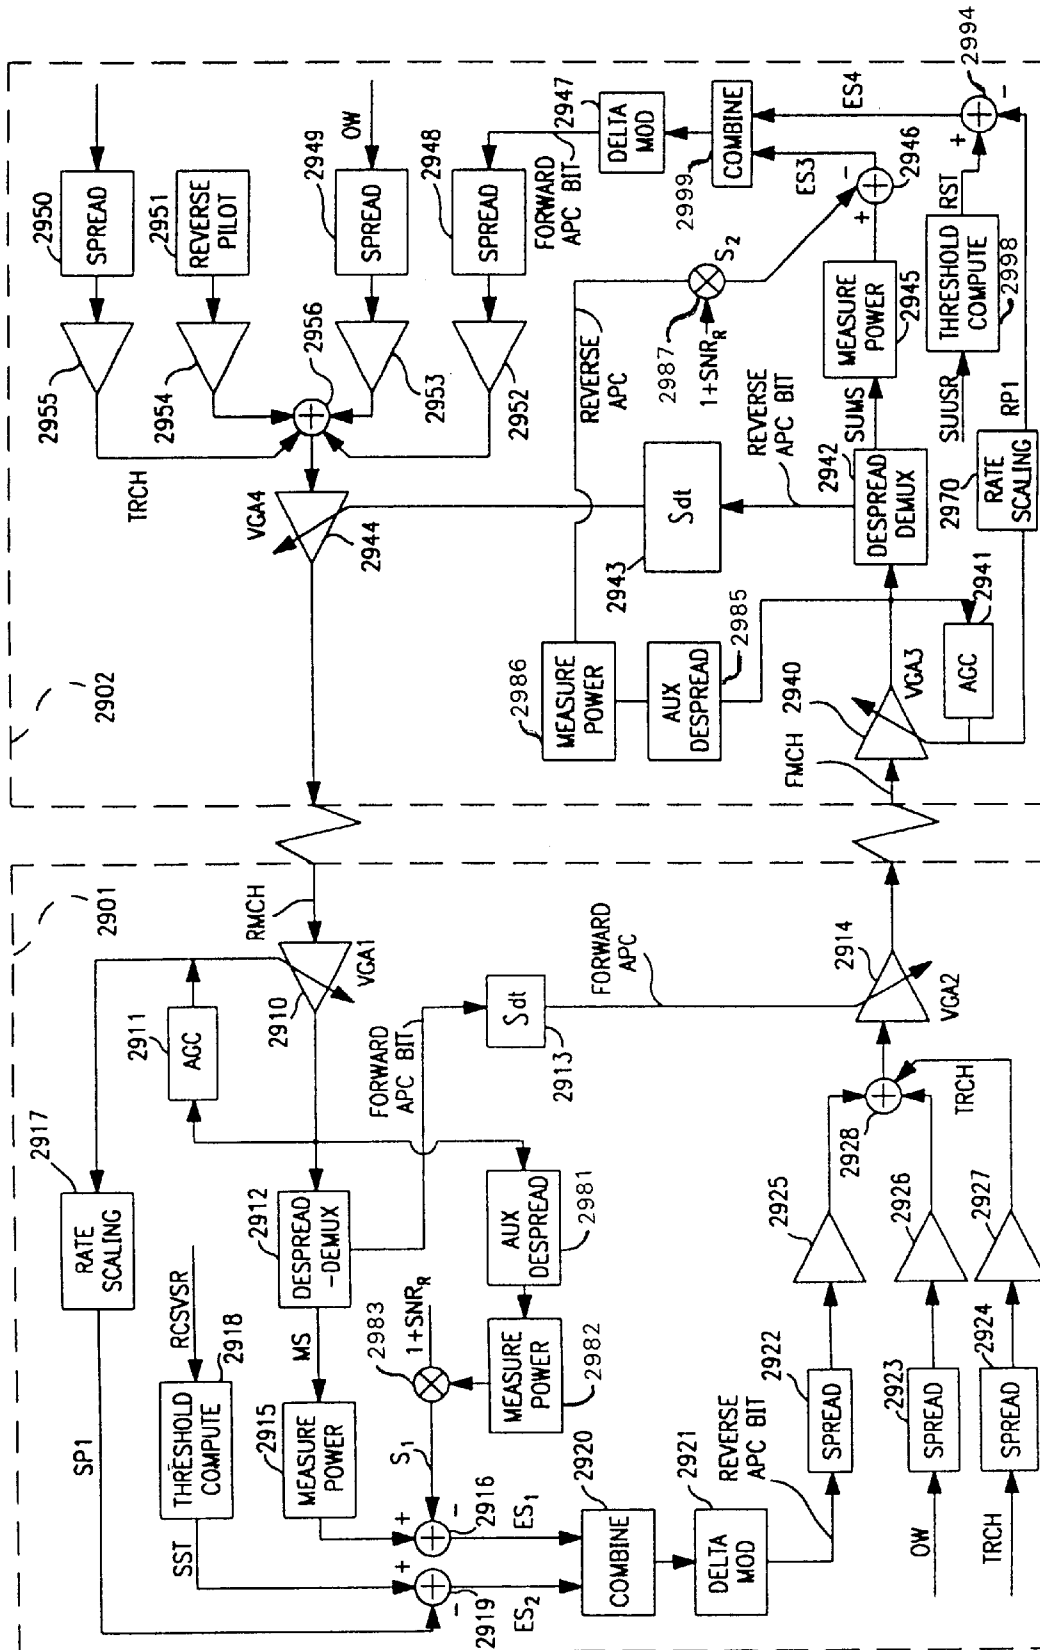 2901
RMCH
VGA1
2910
2911
AGC
2917
RATE
SCALING
SP1
RCSVSR
2918
THRESHOLD
COMPUTE
SST
2912
DESPREAD
-DEMUX
MS
2915
MEASURE
POWER
FORWARD
APC BIT
Sdt
2913
FORWARD
APC
2981
AUX
DESPREAD
2982
MEASURE
POWER
2983
1+SNRR
S1
+
-
2916
+
-
2919
ES1
ES2
2920
COMBINE
2921
DELTA
MOD
REVERSE
APC BIT
2922
SPREAD
2923
SPREAD
2924
SPREAD
OW
TRCH
2925
2926
2927
TRCH
2928
2914
VGA2
2902
2950
SPREAD
2951
REVERSE
PILOT
2949
SPREAD
OW
2948
SPREAD
FORWARD
APC BIT
2947
DELTA
MOD
2955
2954
2953
2952
2956
TRCH
VGA4
2944
2943
Sdt
REVERSE
APC BIT
2999
COMBINE
ES3
ES4
2946
+
-
2994
+
-
RST
S2
2987
1+SNRR
REVERSE
APC
2986
MEASURE
POWER
2985
AUX
DESPREAD
2942
DESPREAD
DEMUX
SUMS
2945
MEASURE
POWER
THRESHOLD
COMPUTE
2998
SUUSR
2970
RATE
SCALING
RP1
2941
AGC
2940
VGA3
FMCH